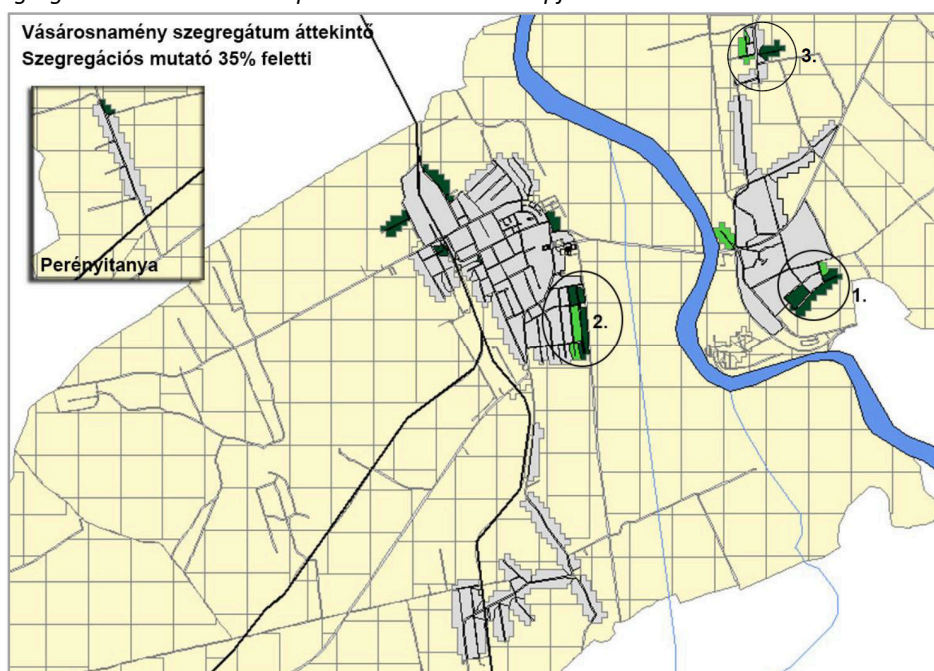 Vásárosnamény szegregátum áttekintő
Szegregációs mutató 35% feletti
Perényitanya
1.
2.
3.